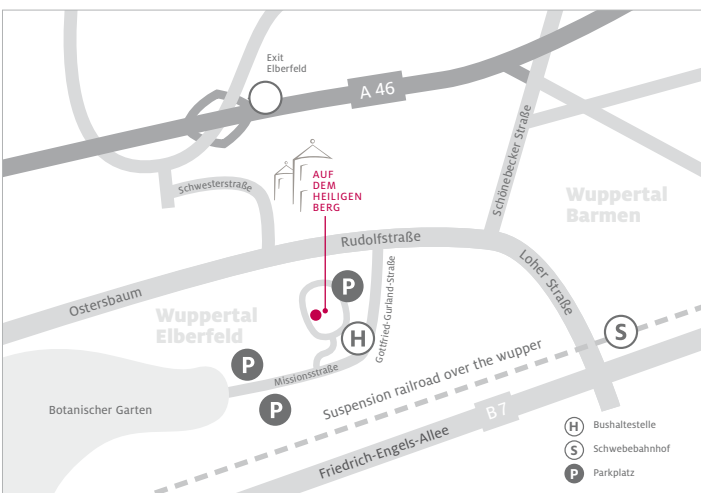 Exit
Elberfeld
A 46
Schwesterstraße
AUF
DEM
HEILIGEN
BERG
Schönebecker Straße
Wuppertal
Barmen
Rudolfstraße
Loher Straße
Ostersbaum
Wuppertal
Elberfeld
P
Gottfried-Gurland-Straße
H
S
P
Missionsstraße
P
Suspension railroad over the wupper
Botanischer Garten
B 7
Friedrich-Engels-Allee
H Bushaltestelle
S Schwebebahnhof
P Parkplatz